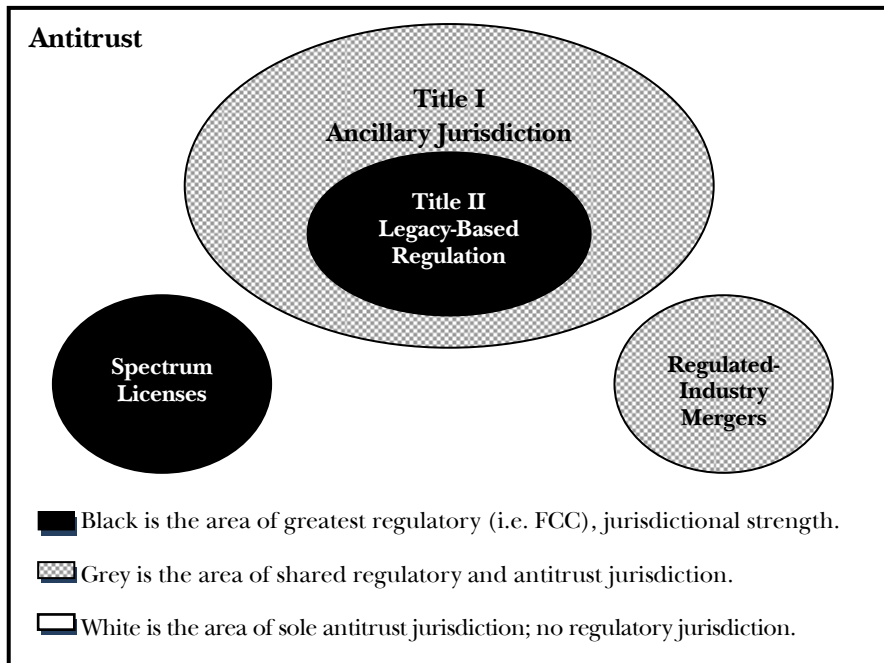 Antitrust
Title I
Ancillary Jurisdiction
Title II
Legacy-Based
Regulation
Spectrum
Licenses
Regulated-
Industry
Mergers
Black is the area of greatest regulatory (i.e. FCC), jurisdictional strength.
Grey is the area of shared regulatory and antitrust jurisdiction.
White is the area of sole antitrust jurisdiction; no regulatory jurisdiction.